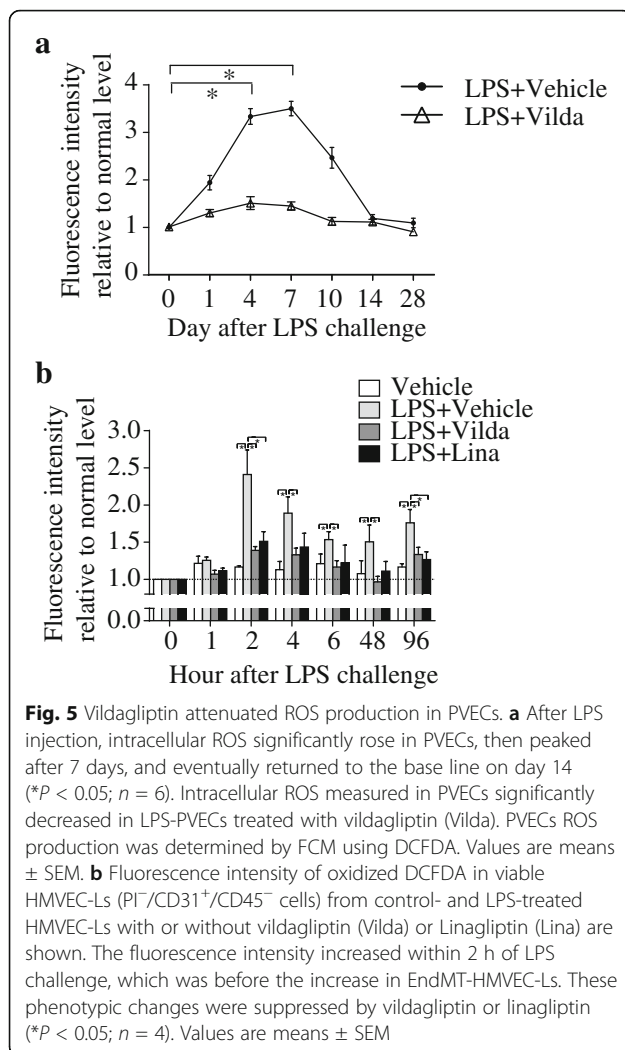 a
*
*
4
3
2
1
0
Fluorescence intensity
relative to normal level
LPS+Vehicle
LPS+Vilda
0 1 4 7 10 14 28
Day after LPS challenge
b
Vehicle
LPS+Vehicle
LPS+Vilda
LPS+Lina
3.0
2.5
2.0
1.5
1.0
0.0
Fluorescence intensity
relative to normal level
* * *
* *
* *
* *
* * *
0 1 2 4 6 48 96
Hour after LPS challenge
Fig. 5 Vildagliptin attenuated ROS production in PVECs. a After LPS
injection, intracellular ROS significantly rose in PVECs, then peaked
after 7 days, and eventually returned to the base line on day 14
(*P < 0.05; n = 6). Intracellular ROS measured in PVECs significantly
decreased in LPS-PVECs treated with vildagliptin (Vilda). PVECs ROS
production was determined by FCM using DCFDA. Values are means
± SEM. b Fluorescence intensity of oxidized DCFDA in viable
HMVEC-Ls (PI⁻/CD31⁺/CD45⁻ cells) from control- and LPS-treated
HMVEC-Ls with or without vildagliptin (Vilda) or Linagliptin (Lina) are
shown. The fluorescence intensity increased within 2 h of LPS
challenge, which was before the increase in EndMT-HMVEC-Ls. These
phenotypic changes were suppressed by vildagliptin or linagliptin
(*P < 0.05; n = 4). Values are means ± SEM